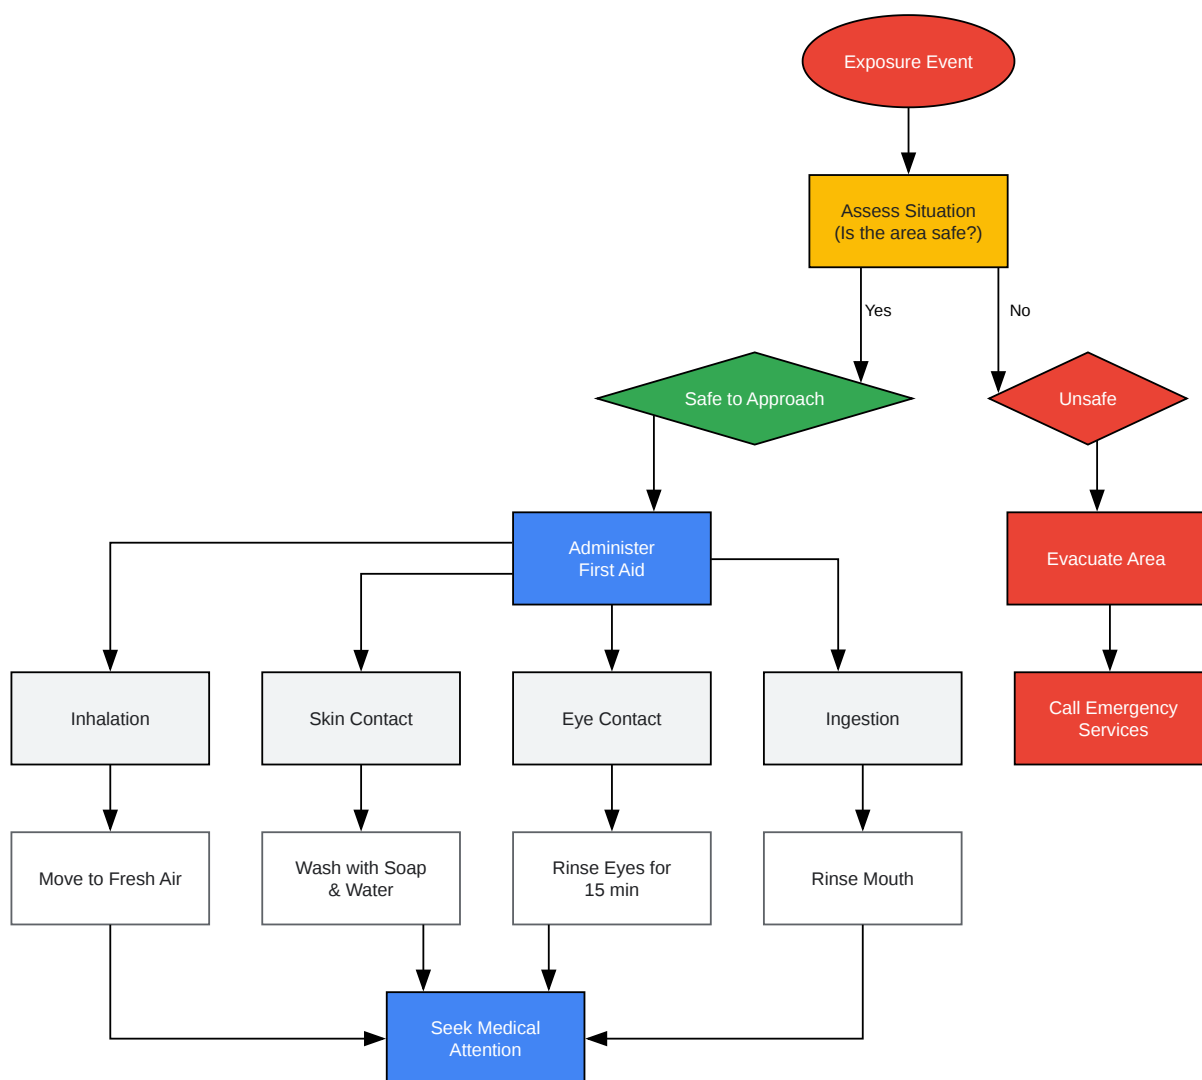 Exposure Event
Assess Situation
(Is the area safe?)
Yes
No
Safe to Approach
Unsafe
Administer
First Aid
Evacuate Area
Inhalation
Skin Contact
Eye Contact
Ingestion
Call Emergency
Services
Move to Fresh Air
Wash with Soap
& Water
Rinse Eyes for
15 min
Rinse Mouth
Seek Medical
Attention